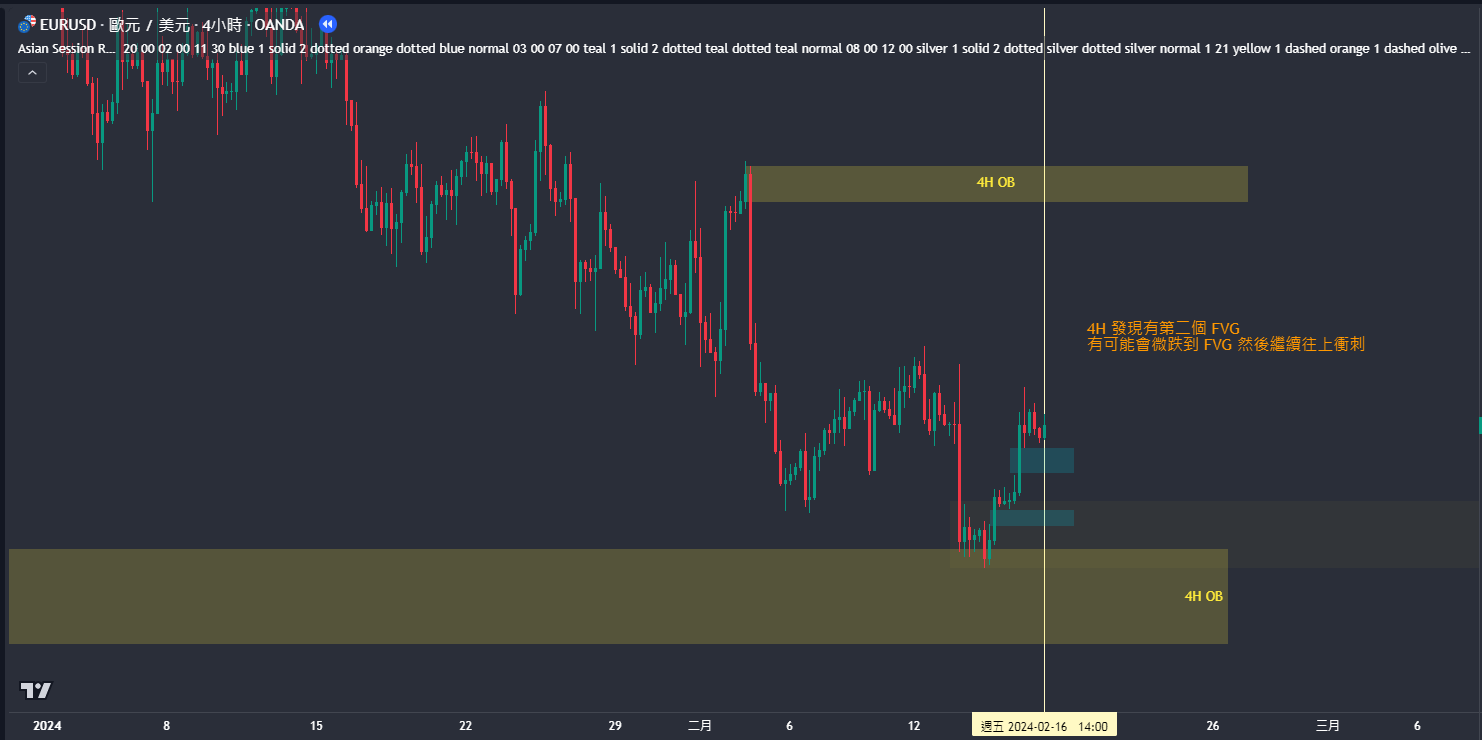 EURUSD · 歐元 / 美元 · 4小時 · OANDA
Asian Session R... 20 00 02 00 11 30 blue 1 solid 2 dotted orange dotted blue normal 03 00 07 00 teal 1 solid 2 dotted teal dotted teal normal 08 00 12 00 silver 1 solid 2 dotted silver dotted silver normal 1 21 yellow 1 dashed orange 1 dashed olive ...
4H OB
4H 發現有第二個 FVG
有可能會微跌到 FVG 然後繼續往上衝刺
4H OB
2024 8 15 22 29 二月 6 12 週五 2024-02-16 14:00 26 三月 6